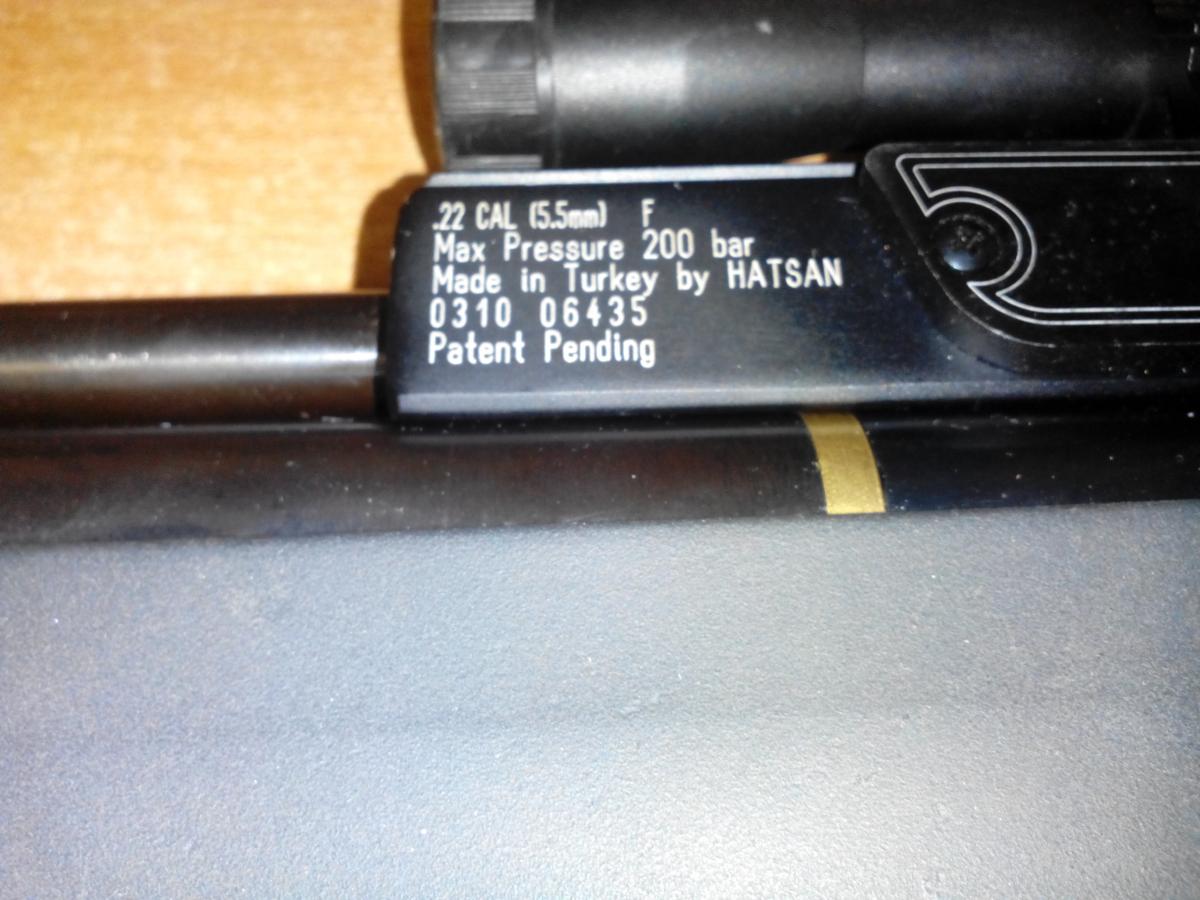 .22 CAL (5.5mm) F
Max Pressure 200 bar
Made in Turkey by HATSAN
0310 06435
Patent Pending